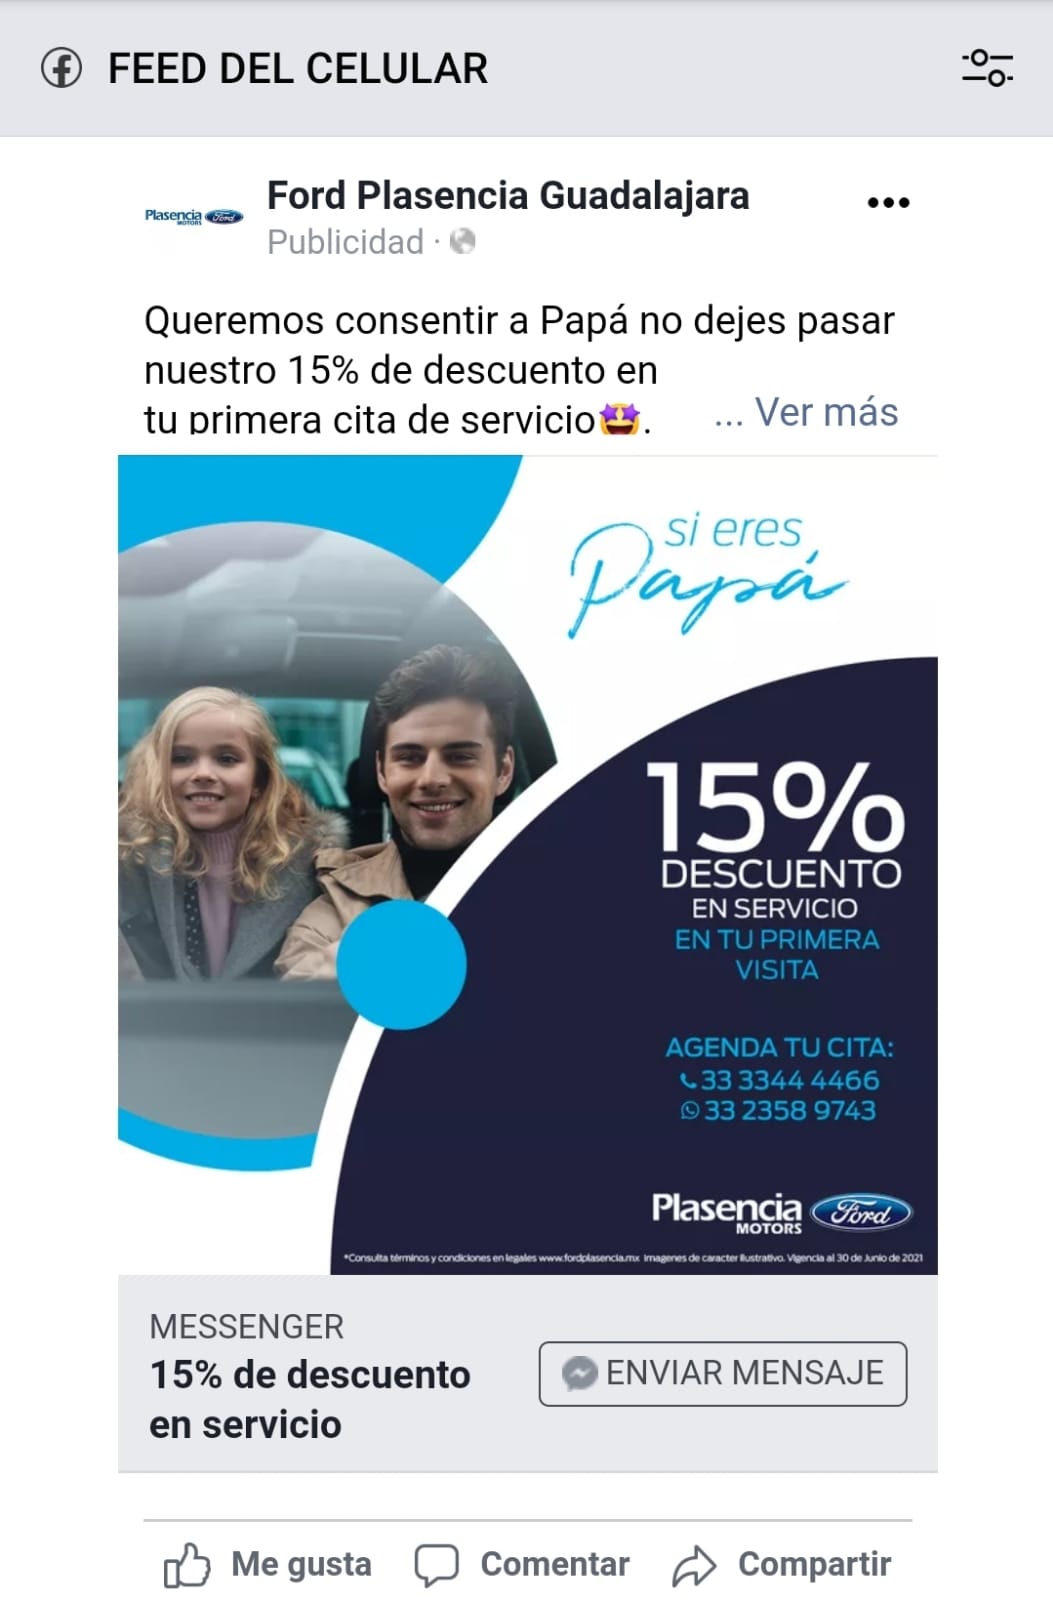 FEED DEL CELULAR
Plasencia
MOTORS
Ford
Ford Plasencia Guadalajara
Publicidad ·
Queremos consentir a Papá no dejes pasar
nuestro 15% de descuento en
tu primera cita de servicio🤩.
... Ver más
si eres
Papá
15%
DESCUENTO
EN SERVICIO
EN TU PRIMERA
VISITA
AGENDA TU CITA:
33 3344 4466
33 2358 9743
Plasencia
MOTORS
Ford
*Consulta términos y condiciones en legales www.fordplasencia.mx Imagenes de caracter ilustrativo. Vigencia al 30 de Junio de 2021
MESSENGER
15% de descuento
en servicio
ENVIAR MENSAJE
Me gusta
Comentar
Compartir